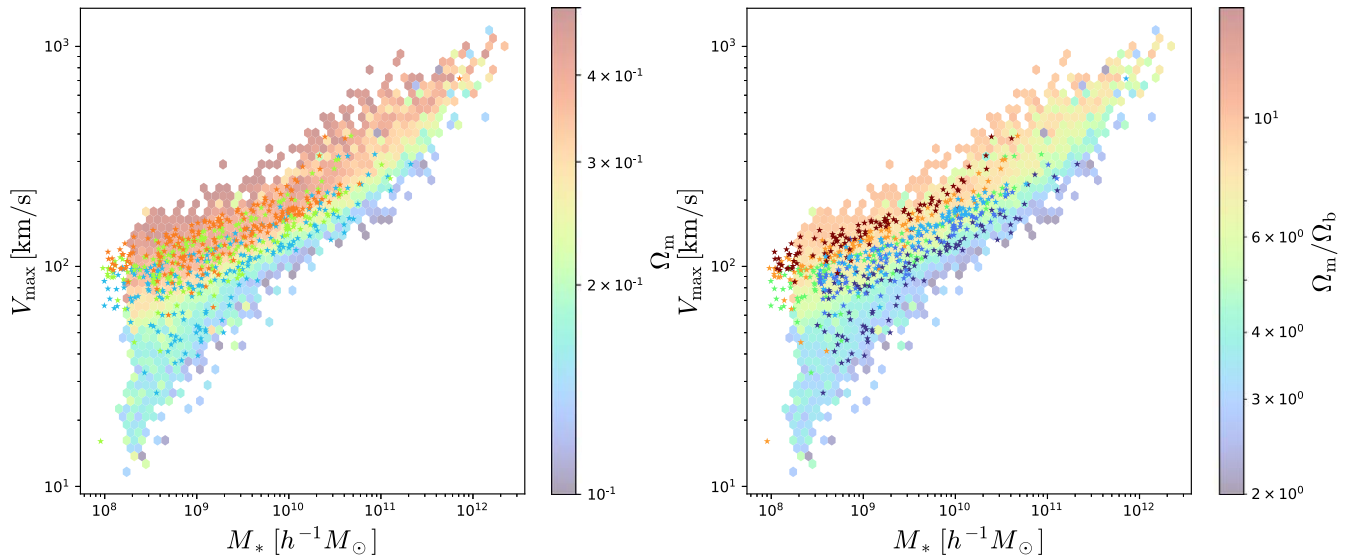 10³
10²
10¹
V_max [km/s]
10⁸ 10⁹ 10¹⁰ 10¹¹ 10¹²
M_* [h⁻¹M_⊙]
4 × 10⁻¹
3 × 10⁻¹
2 × 10⁻¹
10⁻¹
Ω_m
10³
10²
10¹
V_max [km/s]
10⁸ 10⁹ 10¹⁰ 10¹¹ 10¹²
M_* [h⁻¹M_⊙]
10¹
6 × 10⁰
4 × 10⁰
3 × 10⁰
2 × 10⁰
Ω_m/Ω_b